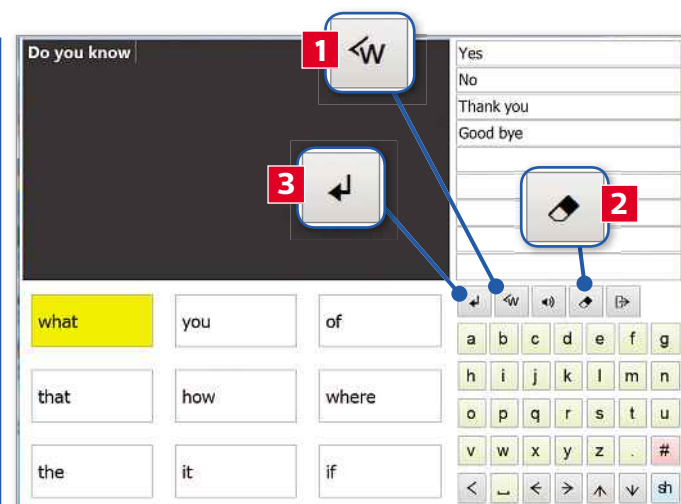 Do you know
1
W
Yes
No
Thank you
Good bye
3
2
W
what you of
that how where
the it if
a b c d e f g
h i j k l m n
o p q r s t u
v w x y z . #
sh